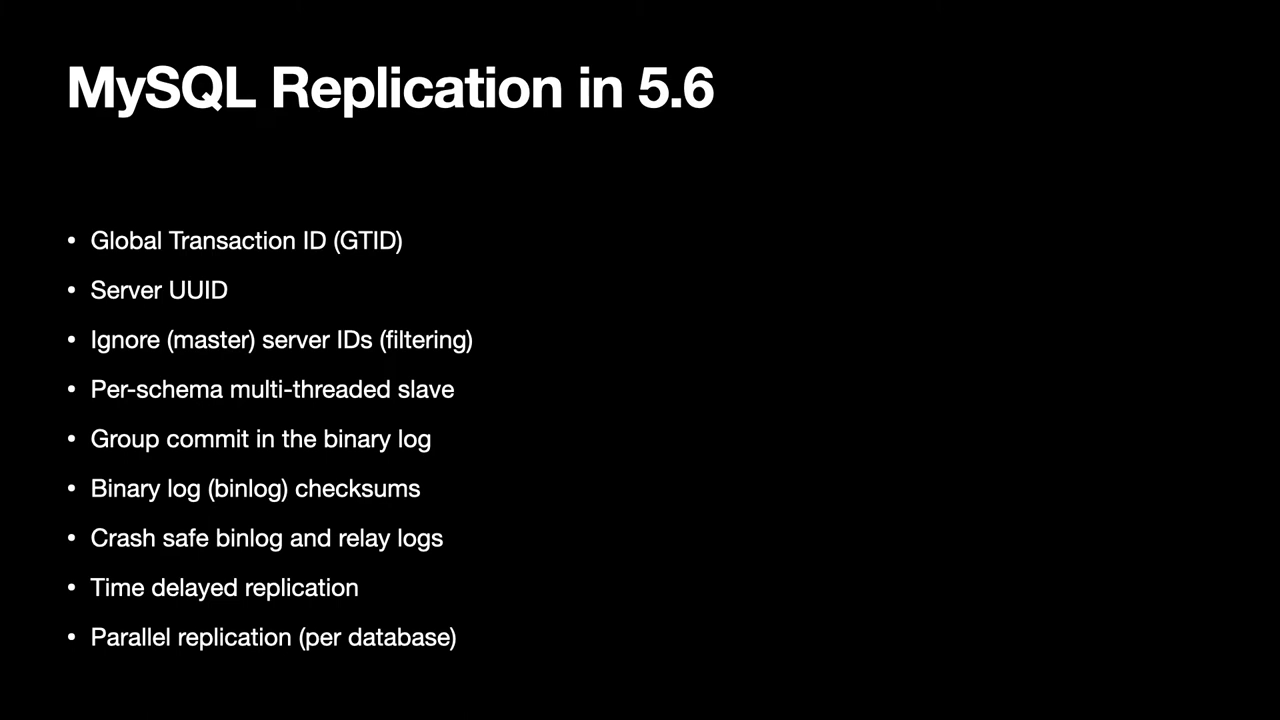 MySQL Replication in 5.6
• Global Transaction ID (GTID)
• Server UUID
• Ignore (master) server IDs (filtering)
• Per-schema multi-threaded slave
• Group commit in the binary log
• Binary log (binlog) checksums
• Crash safe binlog and relay logs
• Time delayed replication
• Parallel replication (per database)